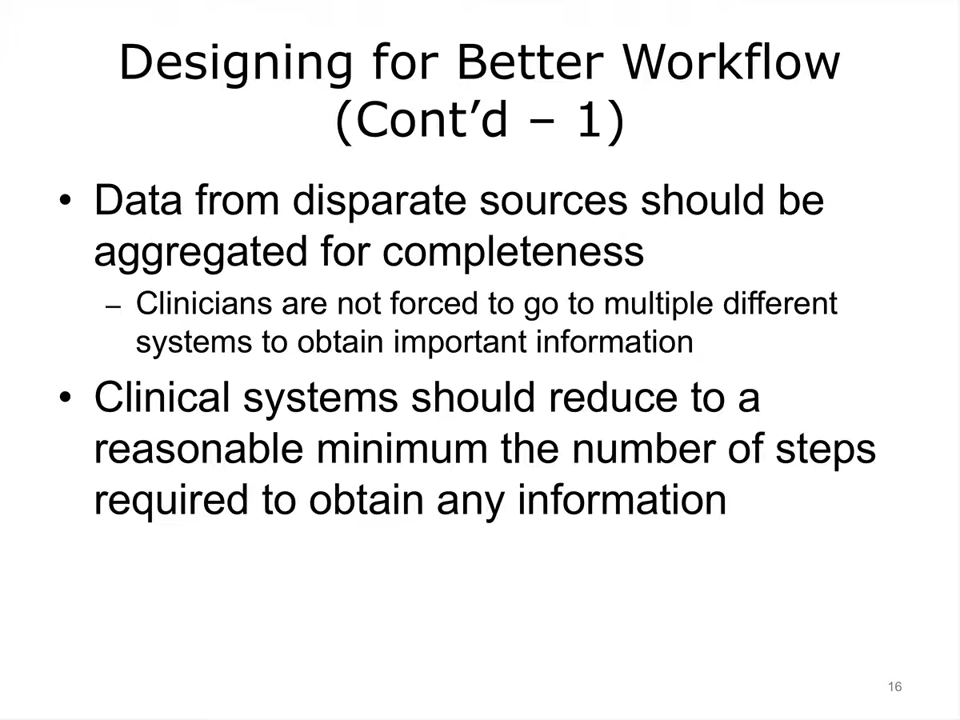 Designing for Better Workflow
(Cont’d – 1)
• Data from disparate sources should be
aggregated for completeness
– Clinicians are not forced to go to multiple different
systems to obtain important information
• Clinical systems should reduce to a
reasonable minimum the number of steps
required to obtain any information
16